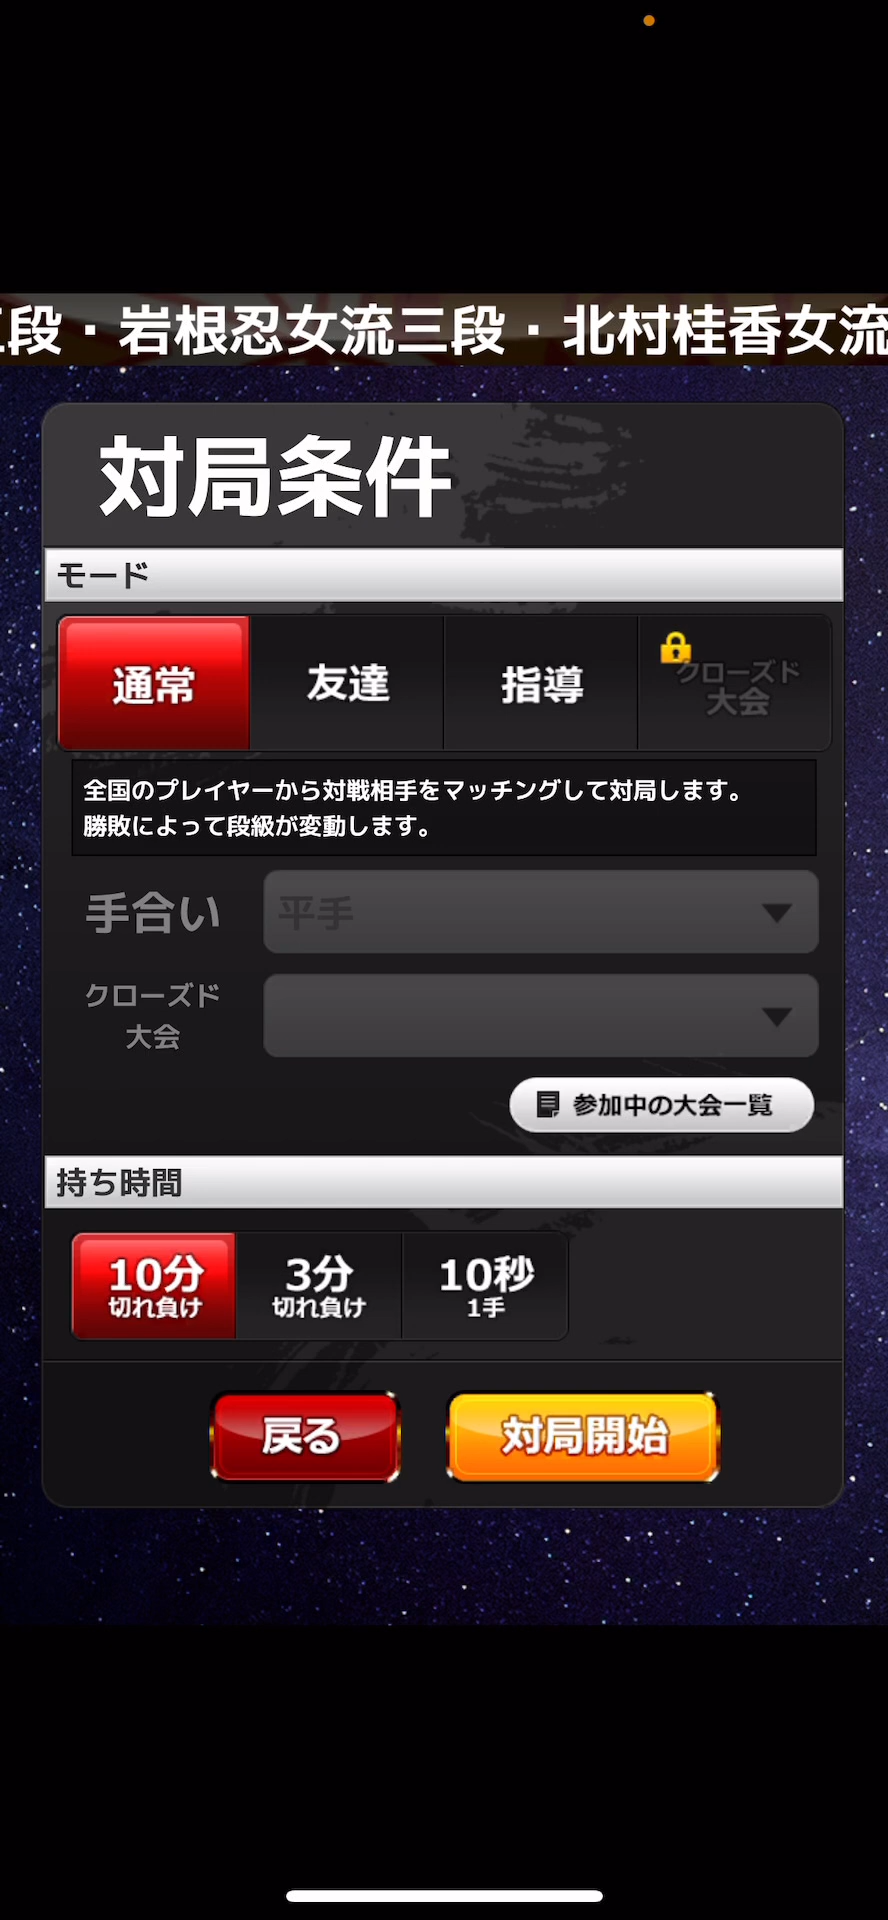 段・岩根忍女流三段・北村桂香女流
対局条件
モード
通常
友達
指導
クローズド
大会
全国のプレイヤーから対戦相手をマッチングして対局します。
勝敗によって段級が変動します。
手合い
平手
クローズド
大会
参加中の大会一覧
持ち時間
10分
切れ負け
3分
切れ負け
10秒
1手
戻る
対局開始